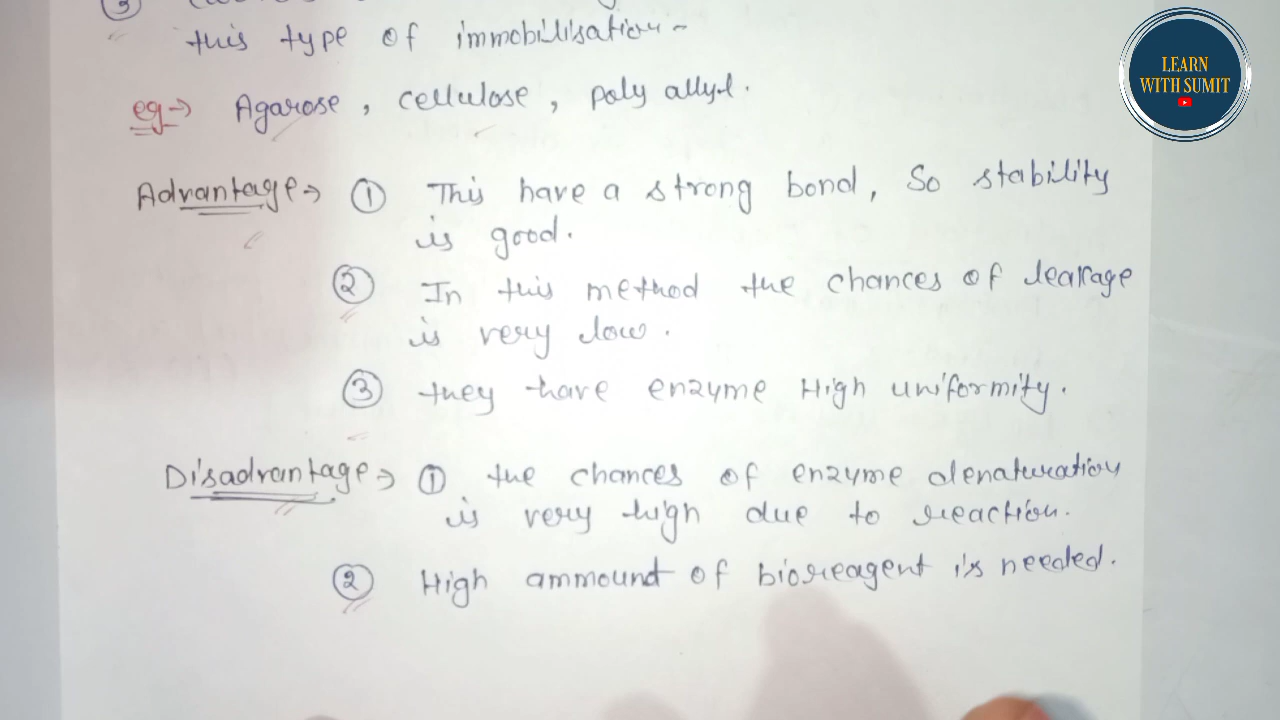 ③
this type of immobilisation-
eg→ Agarose, cellulose, poly allyl.
Advantage→ ① This have a strong bond, So stability
is good.
② In this method the chances of leakage
is very low.
③ they have enzyme High uniformity.
Disadvantage→ ① the chances of enzyme denaturation
is very high due to reaction.
② High ammound of bioreagent is needed.
LEARN
WITH SUMIT